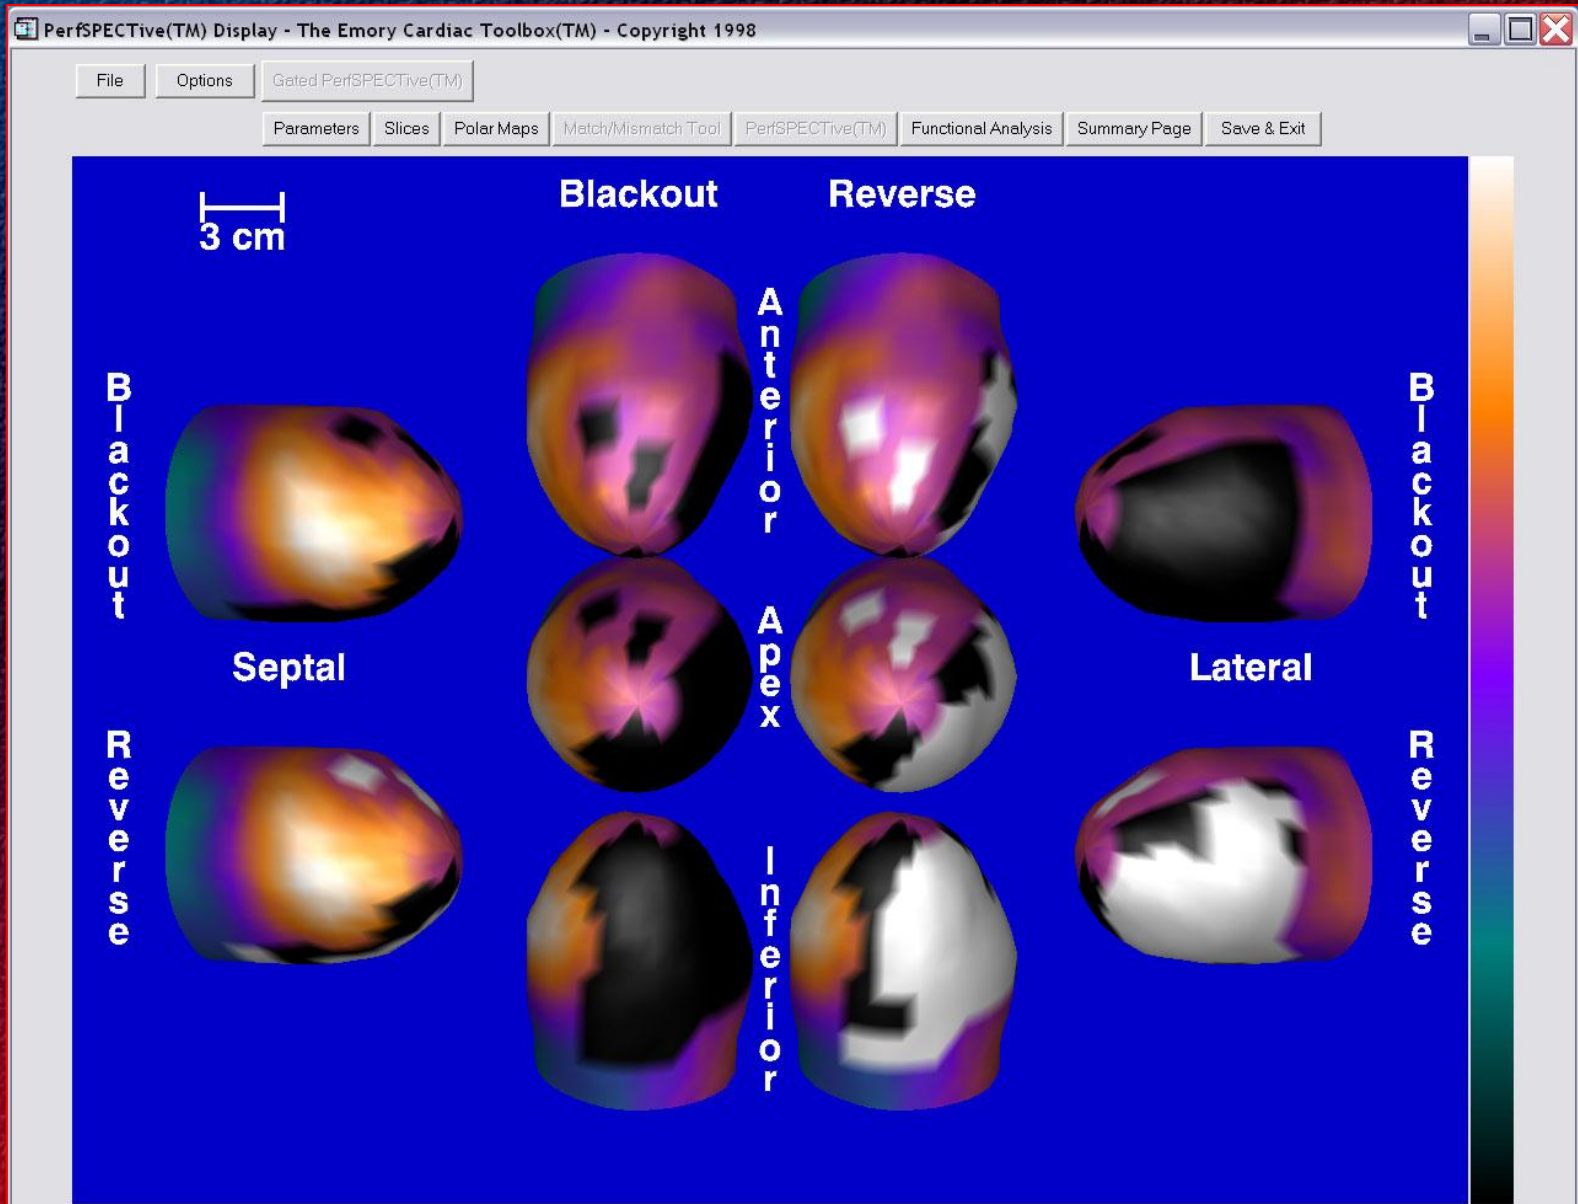 PerfSPECTive(TM) Display - The Emory Cardiac Toolbox(TM) - Copyright 1998
File Options Gated PerfSPECTive(TM)
Parameters Slices Polar Maps Match/Mismatch Tool PerfSPECTive(TM) Functional Analysis Summary Page Save & Exit
Blackout Reverse
3 cm
Anterior
Blackout
Blackout
Septal
Apex
Lateral
Reverse
Reverse
Inferior